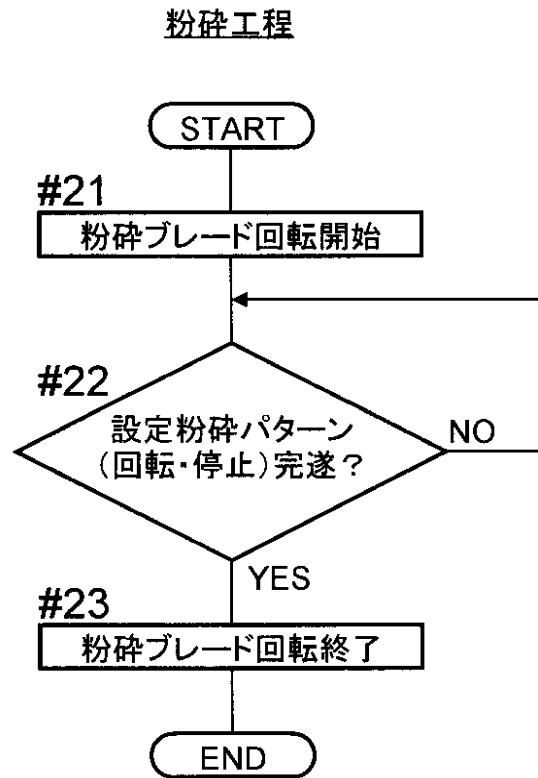 粉砕工程
START
#21
粉砕ブレード回転開始
#22
設定粉砕パターン
(回転・停止)完遂？
NO
YES
#23
粉砕ブレード回転終了
END